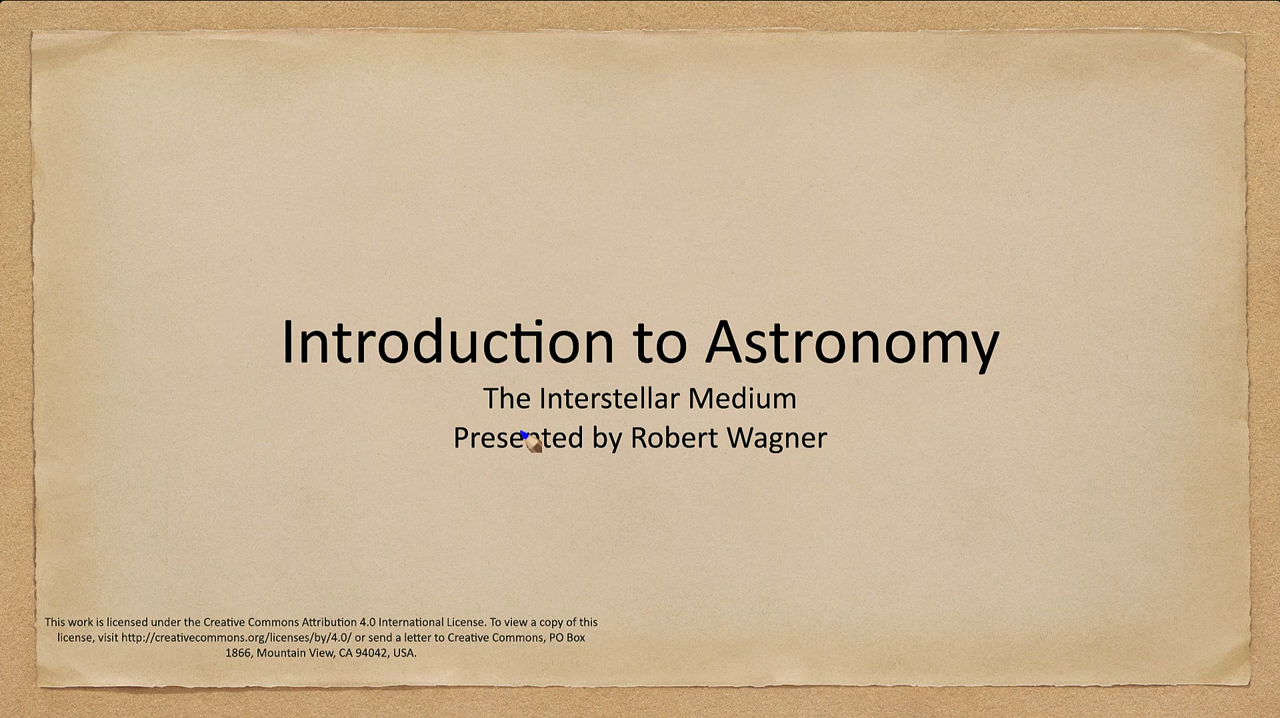 Introduction to Astronomy
The Interstellar Medium
Presented by Robert Wagner
This work is licensed under the Creative Commons Attribution 4.0 International License. To view a copy of this
license, visit http://creativecommons.org/licenses/by/4.0/ or send a letter to Creative Commons, PO Box
1866, Mountain View, CA 94042, USA.